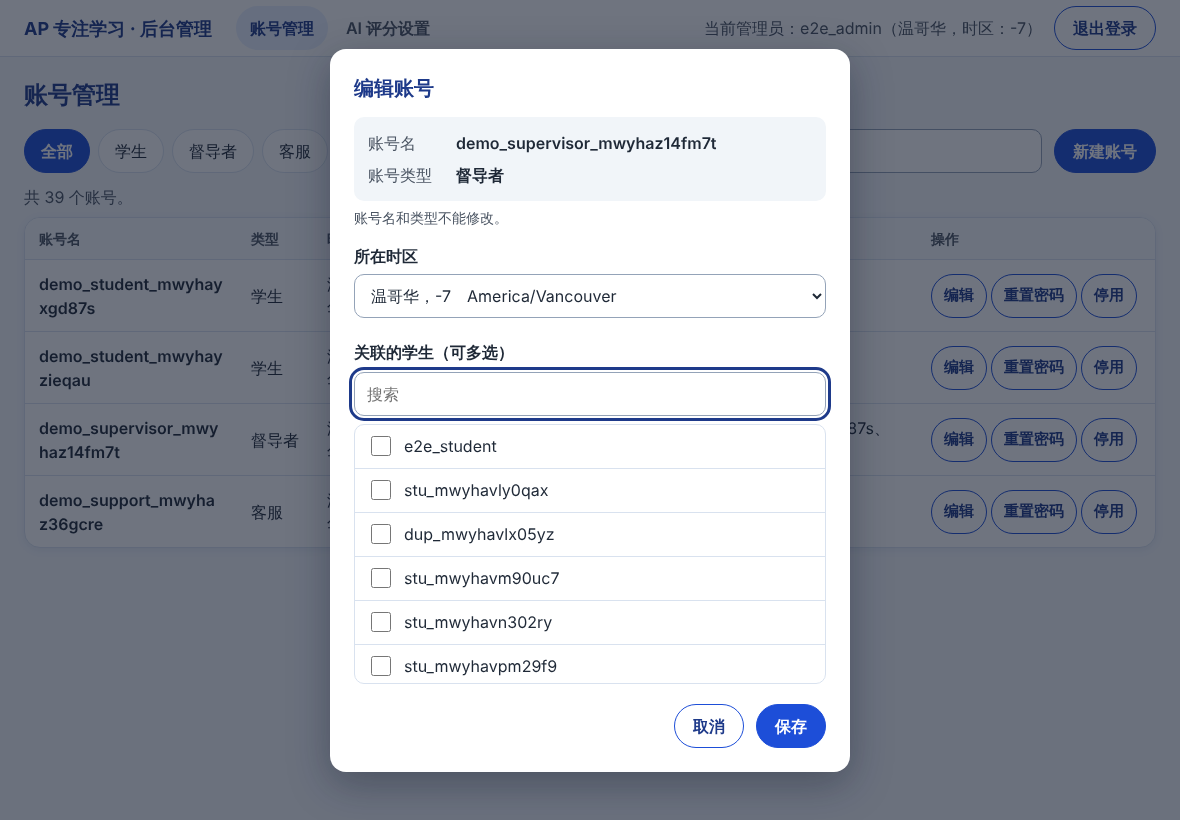 AP 专注学习 · 后台管理 账号管理 AI 评分设置 当前管理员：e2e_admin（温哥华，时区：-7） 退出登录
账号管理
全部 学生 督导者 客服 新建账号
共 39 个账号。
账号名 类型 操作
demo_student_mwyhay
xgd87s
学生 编辑 重置密码 停用
demo_student_mwyhay
zieqau
学生 编辑 重置密码 停用
demo_supervisor_mwy
haz14fm7t
督导者 87s、 编辑 重置密码 停用
demo_support_mwyha
z36gcre
客服 编辑 重置密码 停用
编辑账号
账号名 demo_supervisor_mwyhaz14fm7t
账号类型 督导者
账号名和类型不能修改。
所在时区
温哥华，-7 America/Vancouver
关联的学生（可多选）
搜索
e2e_student
stu_mwyhavly0qax
dup_mwyhavlx05yz
stu_mwyhavm90uc7
stu_mwyhavn302ry
stu_mwyhavpm29f9
取消 保存